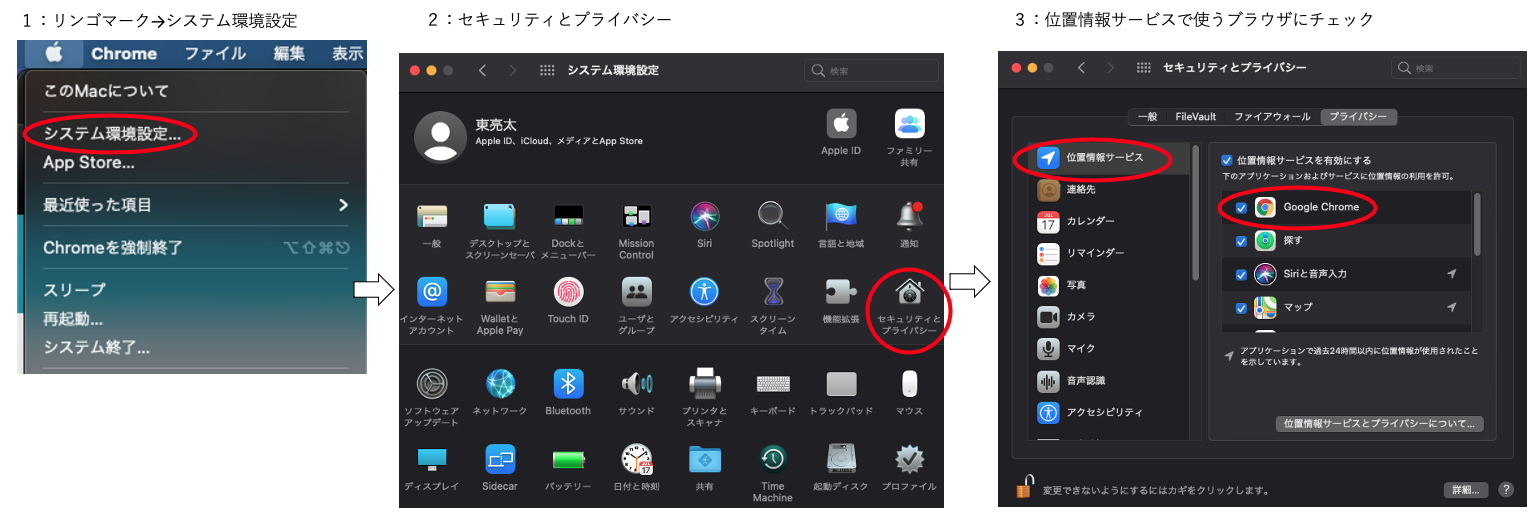 1：リンゴマーク→システム環境設定
Chrome ファイル 編集 表示
このMacについて
システム環境設定...
App Store...
最近使った項目
Chromeを強制終了 ⌥⇧⌘⎋
スリープ
再起動...
システム終了...
2：セキュリティとプライバシー
システム環境設定
検索
東亮太
Apple ID、iCloud、メディアとApp Store
Apple ID
ファミリー
共有
一般
デスクトップと
スクリーンセーバ
Dockと
メニューバー
Mission
Control
Siri
Spotlight
言語と地域
通知
インターネット
アカウント
Walletと
Apple Pay
Touch ID
ユーザと
グループ
アクセシビリティ
スクリーン
タイム
機能拡張
セキュリティと
プライバシー
ソフトウェア
アップデート
ネットワーク
Bluetooth
サウンド
プリンタと
スキャナ
キーボード
トラックパッド
マウス
ディスプレイ
Sidecar
バッテリー
JUL
17
日付と時刻
共有
Time
Machine
起動ディスク
プロファイル
3：位置情報サービスで使うブラウザにチェック
セキュリティとプライバシー
検索
一般 FileVault ファイアウォール プライバシー
位置情報サービス
連絡先
JUL
17
カレンダー
リマインダー
写真
カメラ
マイク
音声認識
アクセシビリティ
位置情報サービスを有効にする
下のアプリケーションおよびサービスに位置情報の利用を許可。
Google Chrome
探す
Siriと音声入力
マップ
アプリケーションで過去24時間以内に位置情報が使用されたこと
を示しています。
位置情報サービスとプライバシーについて...
変更できないようにするにはカギをクリックします。
詳細...
?